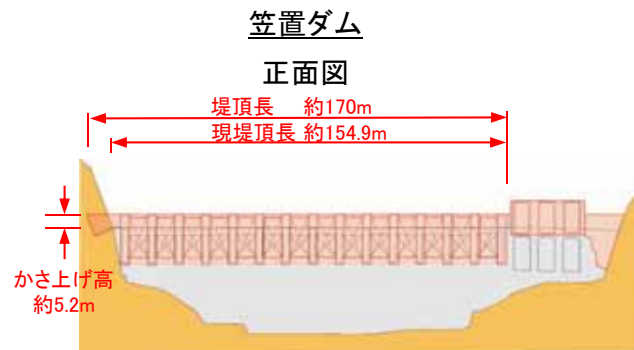 笠置ダム
正面図
堤頂長　約170m
現堤頂長 約154.9m
かさ上げ高
約5.2m